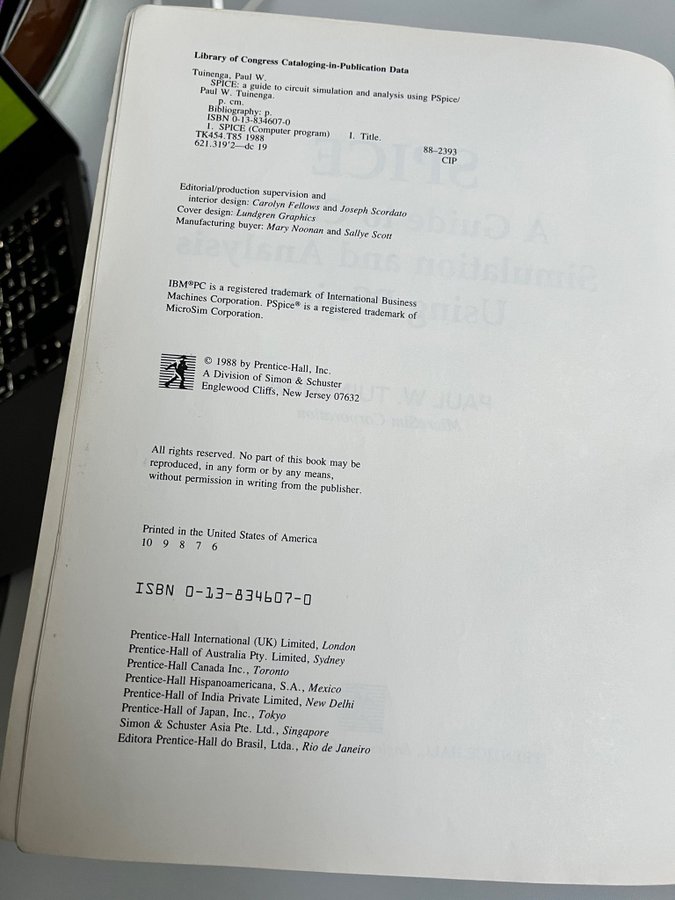 Library of Congress Cataloging-in-Publication Data
Tuinenga, Paul W.
SPICE: a guide to circuit simulation and analysis using PSpice/
Paul W. Tuinenga.
p. cm.
Bibliography: p.
ISBN 0-13-834607-0
1. SPICE (Computer program) I. Title.
TK454.T85 1988
621.319'2—dc 19
88-2393
CIP
Editorial/production supervision and
interior design: Carolyn Fellows and Joseph Scordato
Cover design: Lundgren Graphics
Manufacturing buyer: Mary Noonan and Sallye Scott
IBM®PC is a registered trademark of International Business
Machines Corporation. PSpice® is a registered trademark of
MicroSim Corporation.
© 1988 by Prentice-Hall, Inc.
A Division of Simon & Schuster
Englewood Cliffs, New Jersey 07632
All rights reserved. No part of this book may be
reproduced, in any form or by any means,
without permission in writing from the publisher.
Printed in the United States of America
10 9 8 7 6
ISBN 0-13-834607-0
Prentice-Hall International (UK) Limited, London
Prentice-Hall of Australia Pty. Limited, Sydney
Prentice-Hall Canada Inc., Toronto
Prentice-Hall Hispanoamericana, S.A., Mexico
Prentice-Hall of India Private Limited, New Delhi
Prentice-Hall of Japan, Inc., Tokyo
Simon & Schuster Asia Pte. Ltd., Singapore
Editora Prentice-Hall do Brasil, Ltda., Rio de Janeiro